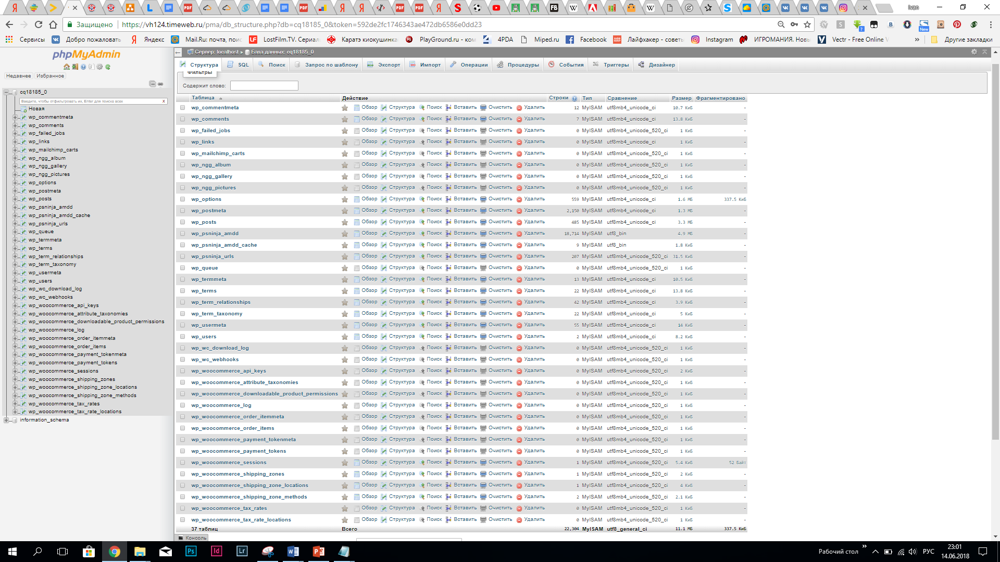 Ivan
Защищено https://vh124.timeweb.ru/pma/db_structure.php?db=cq18185_0&token=592de2fc1746343ae472db6586e0dd23
Сервисы Добро пожаловать Яндекс Mail.Ru: почта, пои LostFilm.TV. Сериал Каратэ киокушинка PlayGround.ru - ком 4PDA Miped.ru Facebook Лайфхакер - советы Instagram ИГРОМАНИЯ. Новы Vectr - Free Online V » Другие закладки
phpMyAdmin
Недавнее Избранное
cq18185_0
Введите, чтобы отфильтровать их, Enter для поиска всех X
Новая
wp_commentmeta
wp_comments
wp_failed_jobs
wp_links
wp_mailchimp_carts
wp_ngg_album
wp_ngg_gallery
wp_ngg_pictures
wp_options
wp_postmeta
wp_posts
wp_psninja_amdd
wp_psninja_amdd_cache
wp_psninja_urls
wp_queue
wp_termmeta
wp_terms
wp_term_relationships
wp_term_taxonomy
wp_usermeta
wp_users
wp_wc_download_log
wp_wc_webhooks
wp_woocommerce_api_keys
wp_woocommerce_attribute_taxonomies
wp_woocommerce_downloadable_product_permissions
wp_woocommerce_log
wp_woocommerce_order_itemmeta
wp_woocommerce_order_items
wp_woocommerce_payment_tokenmeta
wp_woocommerce_payment_tokens
wp_woocommerce_sessions
wp_woocommerce_shipping_zones
wp_woocommerce_shipping_zone_locations
wp_woocommerce_shipping_zone_methods
wp_woocommerce_tax_rates
wp_woocommerce_tax_rate_locations
information_schema
Сервер: localhost » База данных: cq18185_0
Структура SQL Поиск Запрос по шаблону Экспорт Импорт Операции Процедуры События Триггеры Дизайнер
Фильтры
Содержит слово:
Таблица Действие Строки Тип Сравнение Размер Фрагментировано
wp_commentmeta Обзор Структура Поиск Вставить Очистить Удалить 12 MyISAM utf8mb4_unicode_ci 10.7 КиБ -
wp_comments Обзор Структура Поиск Вставить Очистить Удалить 7 MyISAM utf8mb4_unicode_ci 13.8 КиБ -
wp_failed_jobs Обзор Структура Поиск Вставить Очистить Удалить 0 MyISAM utf8mb4_unicode_520_ci 1 КиБ -
wp_links Обзор Структура Поиск Вставить Очистить Удалить 0 MyISAM utf8mb4_unicode_ci 1 КиБ -
wp_mailchimp_carts Обзор Структура Поиск Вставить Очистить Удалить 0 MyISAM utf8mb4_unicode_520_ci 1 КиБ -
wp_ngg_album Обзор Структура Поиск Вставить Очистить Удалить 0 MyISAM utf8mb4_unicode_520_ci 1 КиБ -
wp_ngg_gallery Обзор Структура Поиск Вставить Очистить Удалить 0 MyISAM utf8mb4_unicode_520_ci 1 КиБ -
wp_ngg_pictures Обзор Структура Поиск Вставить Очистить Удалить 0 MyISAM utf8mb4_unicode_520_ci 1 КиБ -
wp_options Обзор Структура Поиск Вставить Очистить Удалить 559 MyISAM utf8mb4_unicode_ci 1.6 МБ 337.5 КиБ
wp_postmeta Обзор Структура Поиск Вставить Очистить Удалить 2,150 MyISAM utf8mb4_unicode_ci 1.3 МБ -
wp_posts Обзор Структура Поиск Вставить Очистить Удалить 485 MyISAM utf8mb4_unicode_ci 3.3 МБ -
wp_psninja_amdd Обзор Структура Поиск Вставить Очистить Удалить 18,714 MyISAM utf8_bin 4.9 МБ -
wp_psninja_amdd_cache Обзор Структура Поиск Вставить Очистить Удалить 9 MyISAM utf8_bin 1.8 КиБ -
wp_psninja_urls Обзор Структура Поиск Вставить Очистить Удалить 207 MyISAM utf8mb4_unicode_520_ci 31.5 КиБ -
wp_queue Обзор Структура Поиск Вставить Очистить Удалить 0 MyISAM utf8mb4_unicode_520_ci 1 КиБ -
wp_termmeta Обзор Структура Поиск Вставить Очистить Удалить 13 MyISAM utf8mb4_unicode_ci 10.5 КиБ -
wp_terms Обзор Структура Поиск Вставить Очистить Удалить 22 MyISAM utf8mb4_unicode_ci 13.8 КиБ -
wp_term_relationships Обзор Структура Поиск Вставить Очистить Удалить 42 MyISAM utf8mb4_unicode_ci 3.9 КиБ -
wp_term_taxonomy Обзор Структура Поиск Вставить Очистить Удалить 22 MyISAM utf8mb4_unicode_ci 5 КиБ -
wp_usermeta Обзор Структура Поиск Вставить Очистить Удалить 55 MyISAM utf8mb4_unicode_ci 14 КиБ -
wp_users Обзор Структура Поиск Вставить Очистить Удалить 2 MyISAM utf8mb4_unicode_ci 8.2 КиБ -
wp_wc_download_log Обзор Структура Поиск Вставить Очистить Удалить 0 MyISAM utf8mb4_unicode_520_ci 1 КиБ -
wp_wc_webhooks Обзор Структура Поиск Вставить Очистить Удалить 0 MyISAM utf8mb4_unicode_520_ci 1 КиБ -
wp_woocommerce_api_keys Обзор Структура Поиск Вставить Очистить Удалить 0 MyISAM utf8mb4_unicode_520_ci 2 КиБ -
wp_woocommerce_attribute_taxonomies Обзор Структура Поиск Вставить Очистить Удалить 0 MyISAM utf8mb4_unicode_520_ci 1 КиБ -
wp_woocommerce_downloadable_product_permissions Обзор Структура Поиск Вставить Очистить Удалить 0 MyISAM utf8mb4_unicode_520_ci 1 КиБ -
wp_woocommerce_log Обзор Структура Поиск Вставить Очистить Удалить 0 MyISAM utf8mb4_unicode_520_ci 1 КиБ -
wp_woocommerce_order_itemmeta Обзор Структура Поиск Вставить Очистить Удалить 0 MyISAM utf8mb4_unicode_520_ci 1 КиБ -
wp_woocommerce_order_items Обзор Структура Поиск Вставить Очистить Удалить 0 MyISAM utf8mb4_unicode_520_ci 1 КиБ -
wp_woocommerce_payment_tokenmeta Обзор Структура Поиск Вставить Очистить Удалить 0 MyISAM utf8mb4_unicode_520_ci 1 КиБ -
wp_woocommerce_payment_tokens Обзор Структура Поиск Вставить Очистить Удалить 0 MyISAM utf8mb4_unicode_520_ci 1 КиБ -
wp_woocommerce_sessions Обзор Структура Поиск Вставить Очистить Удалить 1 MyISAM utf8mb4_unicode_520_ci 5.4 КиБ 52 Байт
wp_woocommerce_shipping_zones Обзор Структура Поиск Вставить Очистить Удалить 1 MyISAM utf8mb4_unicode_520_ci 2 КиБ -
wp_woocommerce_shipping_zone_locations Обзор Структура Поиск Вставить Очистить Удалить 1 MyISAM utf8mb4_unicode_520_ci 4 КиБ -
wp_woocommerce_shipping_zone_methods Обзор Структура Поиск Вставить Очистить Удалить 2 MyISAM utf8mb4_unicode_520_ci 2.1 КиБ -
wp_woocommerce_tax_rates Обзор Структура Поиск Вставить Очистить Удалить 0 MyISAM utf8mb4_unicode_520_ci 1 КиБ -
wp_woocommerce_tax_rate_locations Обзор Структура Поиск Вставить Очистить Удалить 0 MyISAM utf8mb4_unicode_520_ci 1 КиБ -
37 таблиц Всего 22,304 MyISAM utf8_general_ci 11.1 МБ 337.5 КиБ
Консоль
Рабочий стол » РУС 23:01
14.06.2018